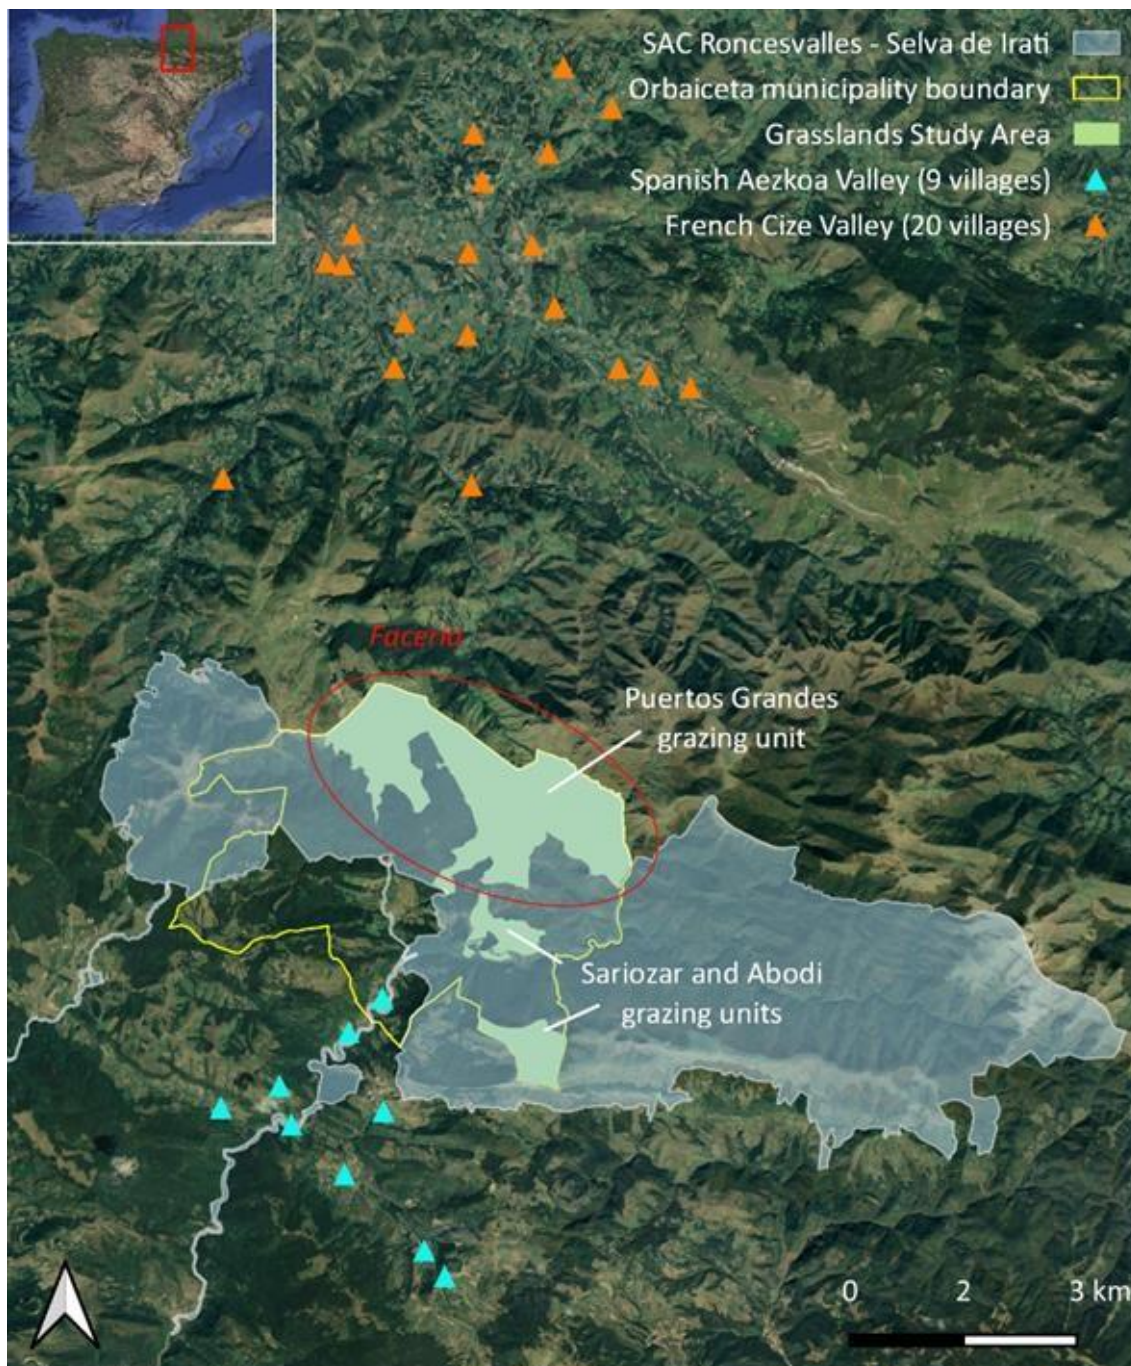 SAC Roncesvalles - Selva de Irati
Orbaiceta municipality boundary
Grasslands Study Area
Spanish Aezkoa Valley (9 villages)
French Cize Valley (20 villages)
Facería
Puertos Grandes
grazing unit
Sariozar and Abodi
grazing units
0 2 3 km